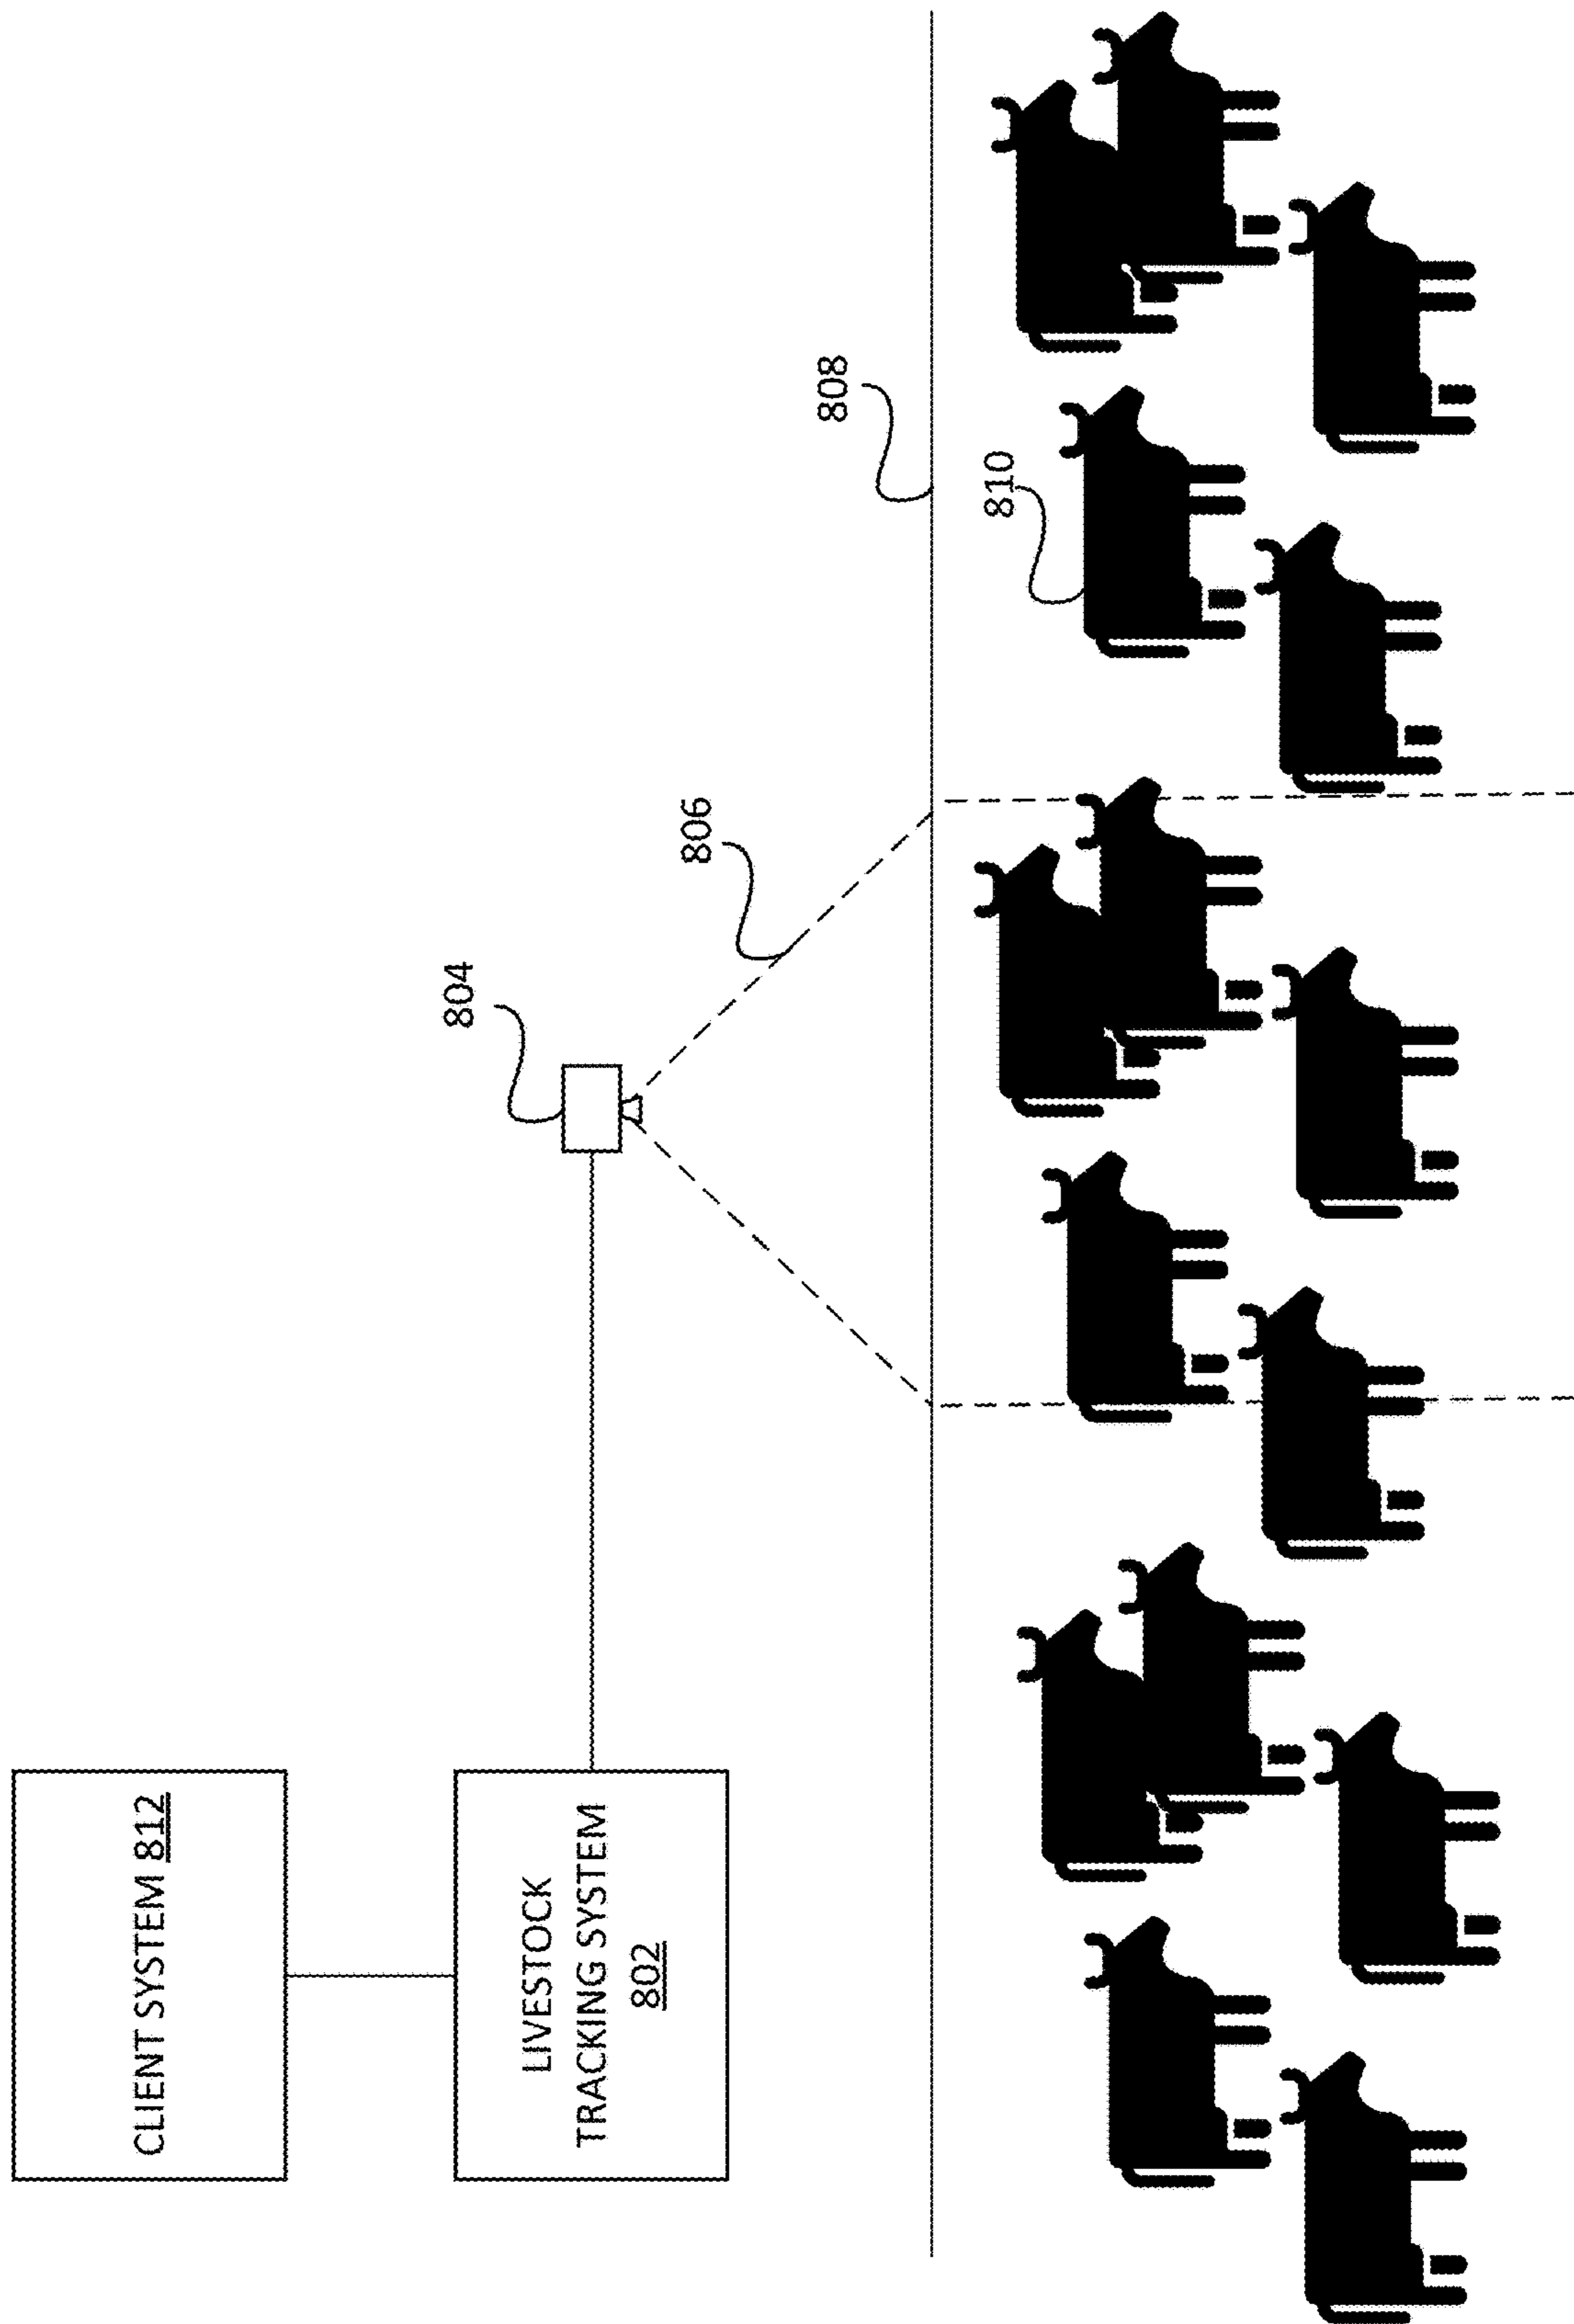 CLIENT SYSTEM 812
LIVESTOCK
TRACKING SYSTEM
802
804
806
808
810